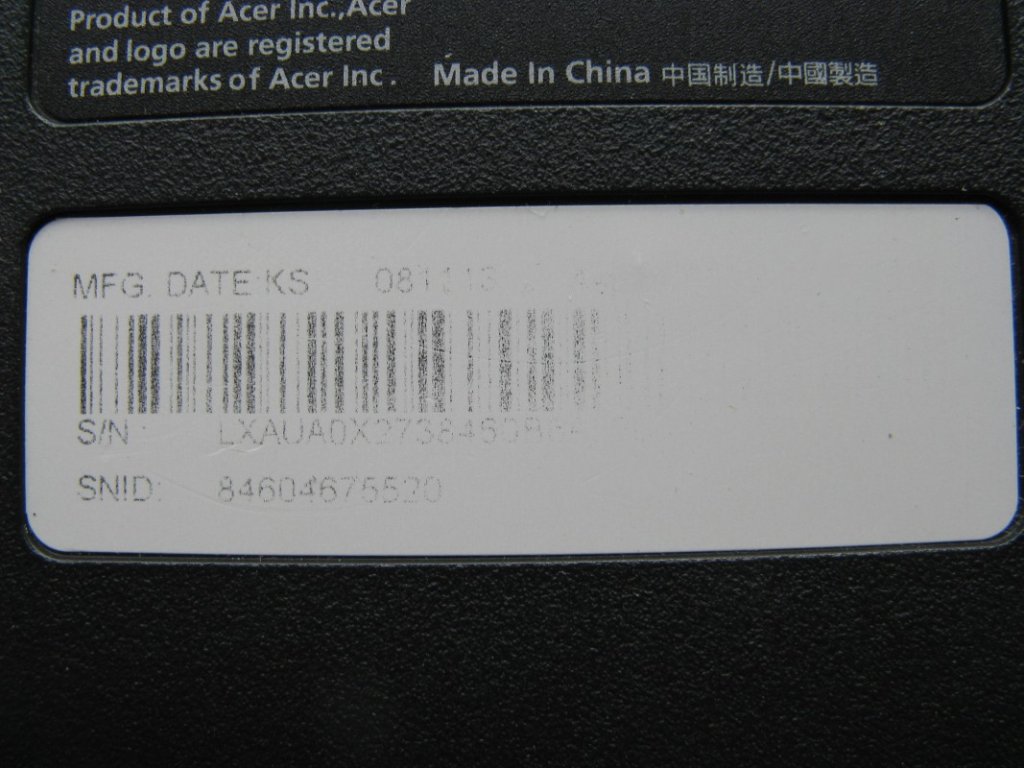 Product of Acer Inc.,Acer
and logo are registered
trademarks of Acer Inc .
Made In China 中国制造/中國製造
MFG. DATE:KS
S/N :
SNID: 84604675520